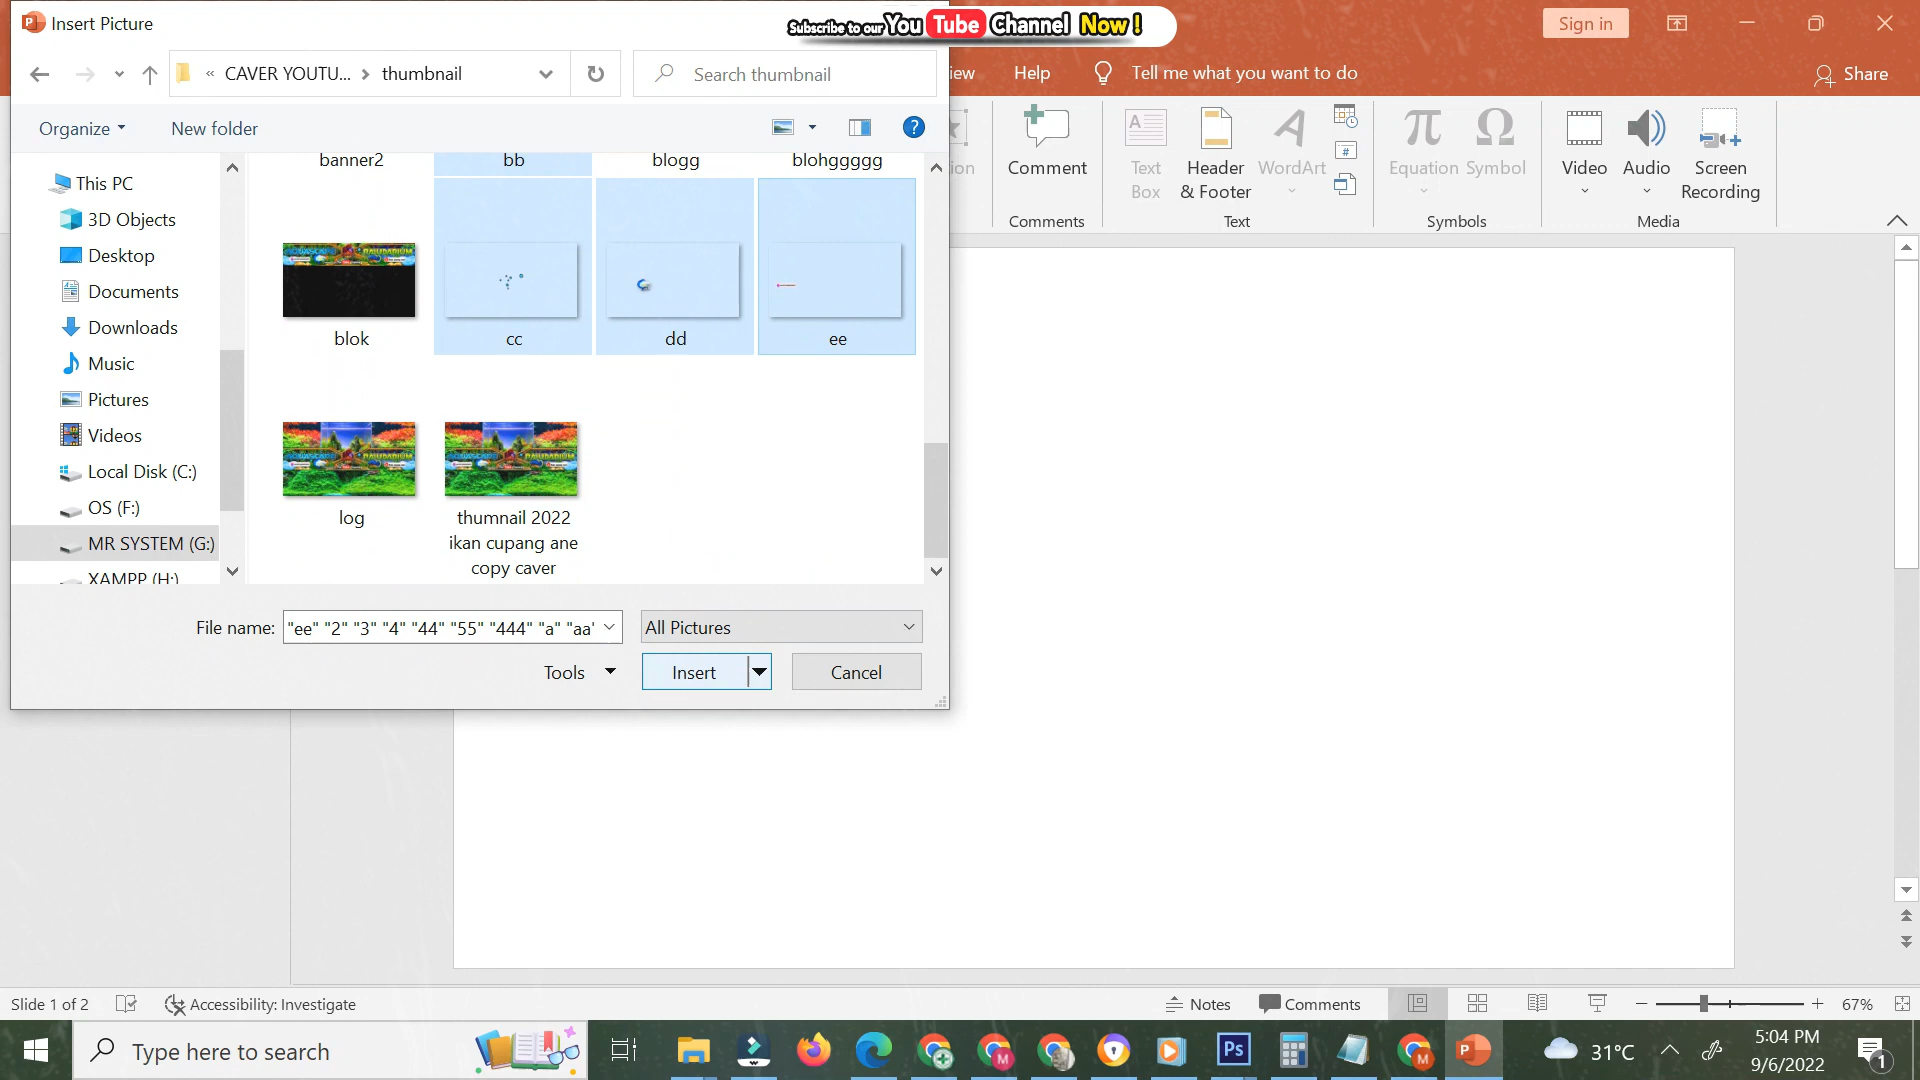 Insert Picture
Subscribe to our You Tube Channel Now !
Sign in
« CAVER YOUTU... > thumbnail
Search thumbnail
Help
Tell me what you want to do
Share
Organize
New folder
?
Comment
Text
Box
Header
& Footer
WordArt
Equation
Symbol
Video
Audio
Screen
Recording
Comments
Text
Symbols
Media
This PC
3D Objects
Desktop
Documents
Downloads
Music
Pictures
Videos
Local Disk (C:)
OS (F:)
MR SYSTEM (G:)
XAMPP (H:)
banner2
bb
blogg
blohggggg
blok
cc
dd
ee
log
thumnail 2022
ikan cupang ane
copy caver
File name:
"ee" "2" "3" "4" "44" "55" "444" "a" "aa'
All Pictures
Tools
Insert
Cancel
Slide 1 of 2
Accessibility: Investigate
Notes
Comments
67%
Type here to search
Ps
31°C
5:04 PM
9/6/2022
1